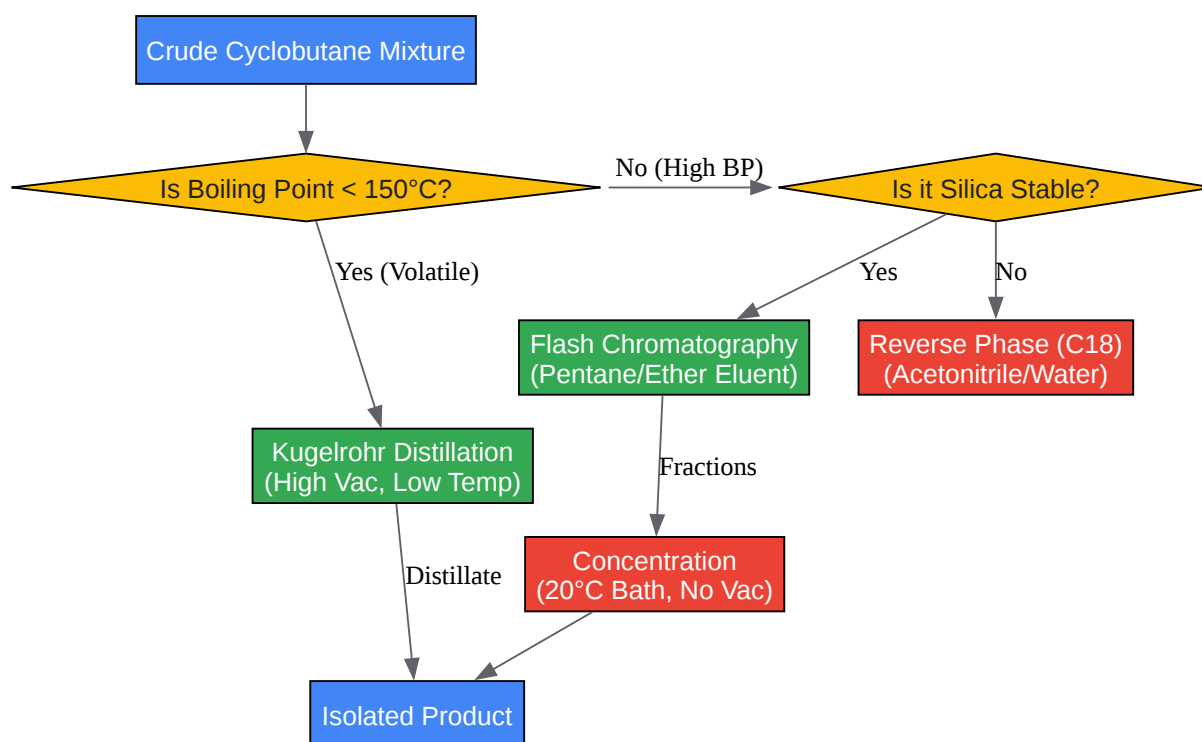 Crude Cyclobutane Mixture
Is Boiling Point < 150°C?
No (High BP)
Is it Silica Stable?
Yes (Volatile)
Yes
No
Flash Chromatography
(Pentane/Ether Eluent)
Reverse Phase (C18)
(Acetonitrile/Water)
Kugelrohr Distillation
(High Vac, Low Temp)
Fractions
Concentration
(20°C Bath, No Vac)
Distillate
Isolated Product